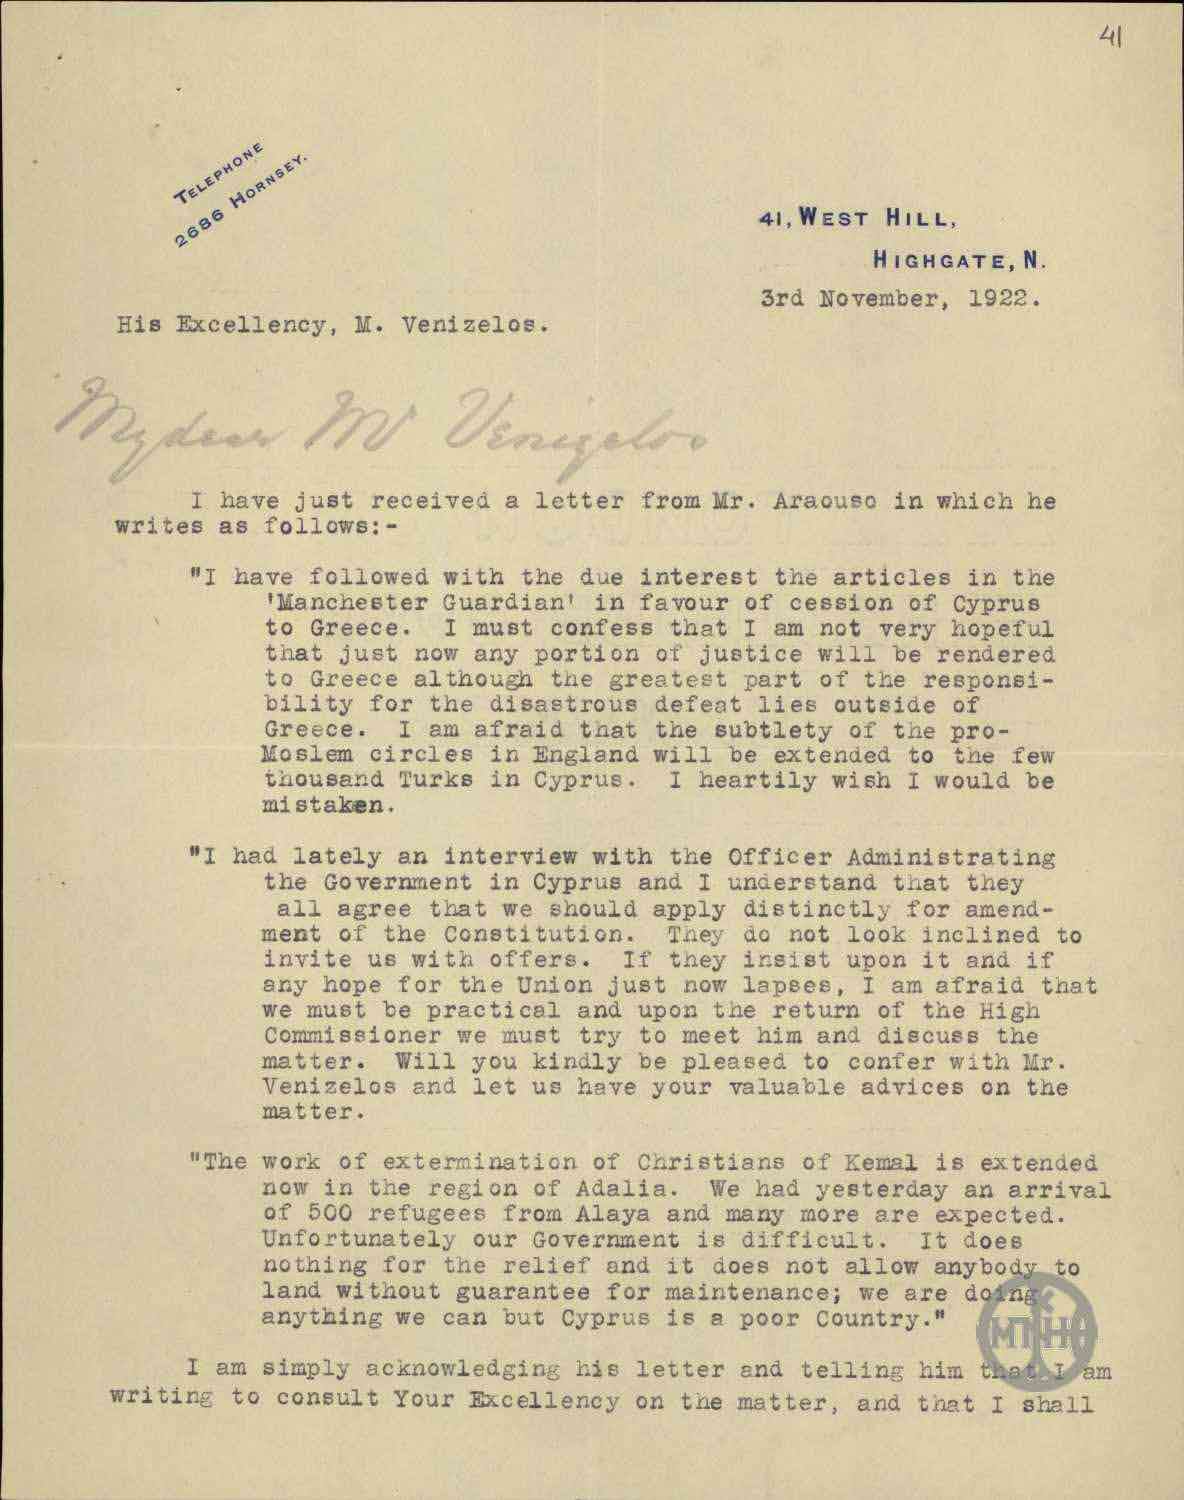 41
TELEPHONE
2686 HORNSEY.
41, WEST HILL,
HIGHGATE, N.
3rd November, 1922.
His Excellency, M. Venizelos.
My dear Mr Venizelos
I have just received a letter from Mr. Araouso in which he
writes as follows:-
"I have followed with the due interest the articles in the
'Manchester Guardian' in favour of cession of Cyprus
to Greece. I must confess that I am not very hopeful
that just now any portion of justice will be rendered
to Greece although the greatest part of the responsi-
bility for the disastrous defeat lies outside of
Greece. I am afraid that the subtlety of the pro-
Moslem circles in England will be extended to the few
thousand Turks in Cyprus. I heartily wish I would be
mistaken.
"I had lately an interview with the Officer Administrating
the Government in Cyprus and I understand that they
all agree that we should apply distinctly for amend-
ment of the Constitution. They do not look inclined to
invite us with offers. If they insist upon it and if
any hope for the Union just now lapses, I am afraid that
we must be practical and upon the return of the High
Commissioner we must try to meet him and discuss the
matter. Will you kindly be pleased to confer with Mr.
Venizelos and let us have your valuable advices on the
matter.
"The work of extermination of Christians of Kemal is extended
now in the region of Adalia. We had yesterday an arrival
of 500 refugees from Alaya and many more are expected.
Unfortunately our Government is difficult. It does
nothing for the relief and it does not allow anybody to
land without guarantee for maintenance; we are doing
anything we can but Cyprus is a poor Country."
I am simply acknowledging his letter and telling him that I am
writing to consult Your Excellency on the matter, and that I shall